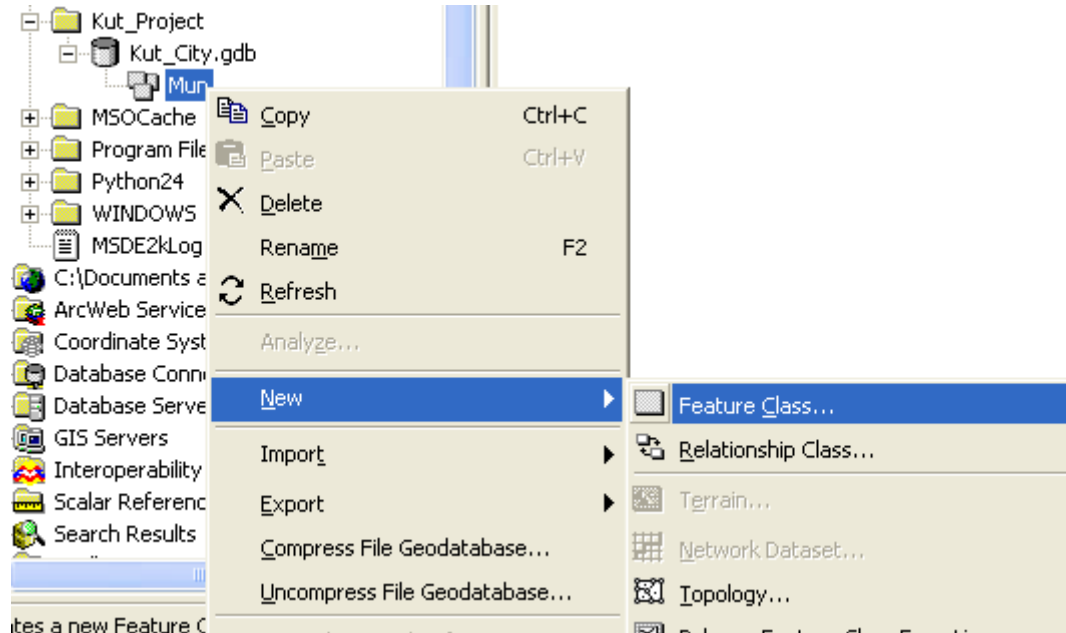 Kut_Project
Kut_City.gdb
Mun
MSOCache
Program File
Python24
WINDOWS
MSDE2kLog
C:\Documents a
ArcWeb Service
Coordinate Syst
Database Conn
Database Serve
GIS Servers
Interoperability
Scalar Referenc
Search Results
tes a new Feature C
Copy Ctrl+C
Paste Ctrl+V
Delete
Rename F2
Refresh
Analyze...
New
Import
Export
Compress File Geodatabase...
Uncompress File Geodatabase...
Feature Class...
Relationship Class...
Terrain...
Network Dataset...
Topology...